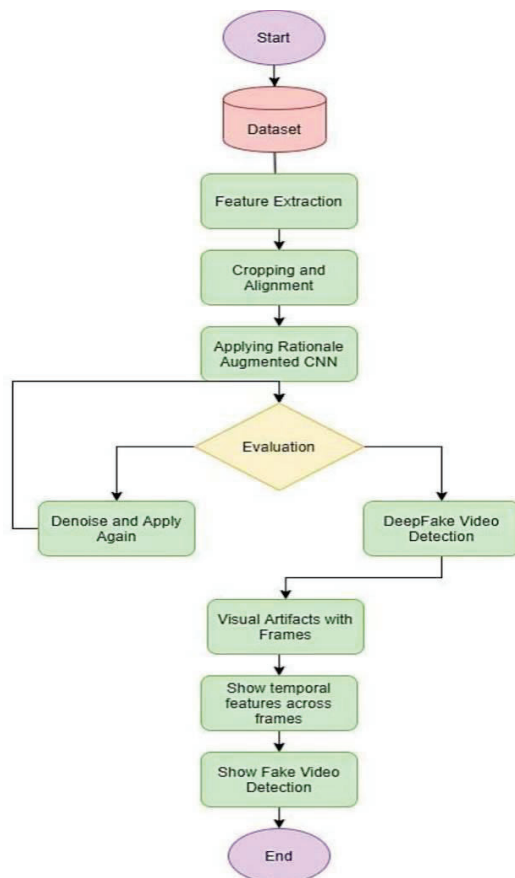 Start
Dataset
Feature Extraction
Cropping and
Alignment
Applying Rationale
Augmented CNN
Evaluation
Denoise and Apply
Again
DeepFake Video
Detection
Visual Artifacts with
Frames
Show temporal
features across
frames
Show Fake Video
Detection
End